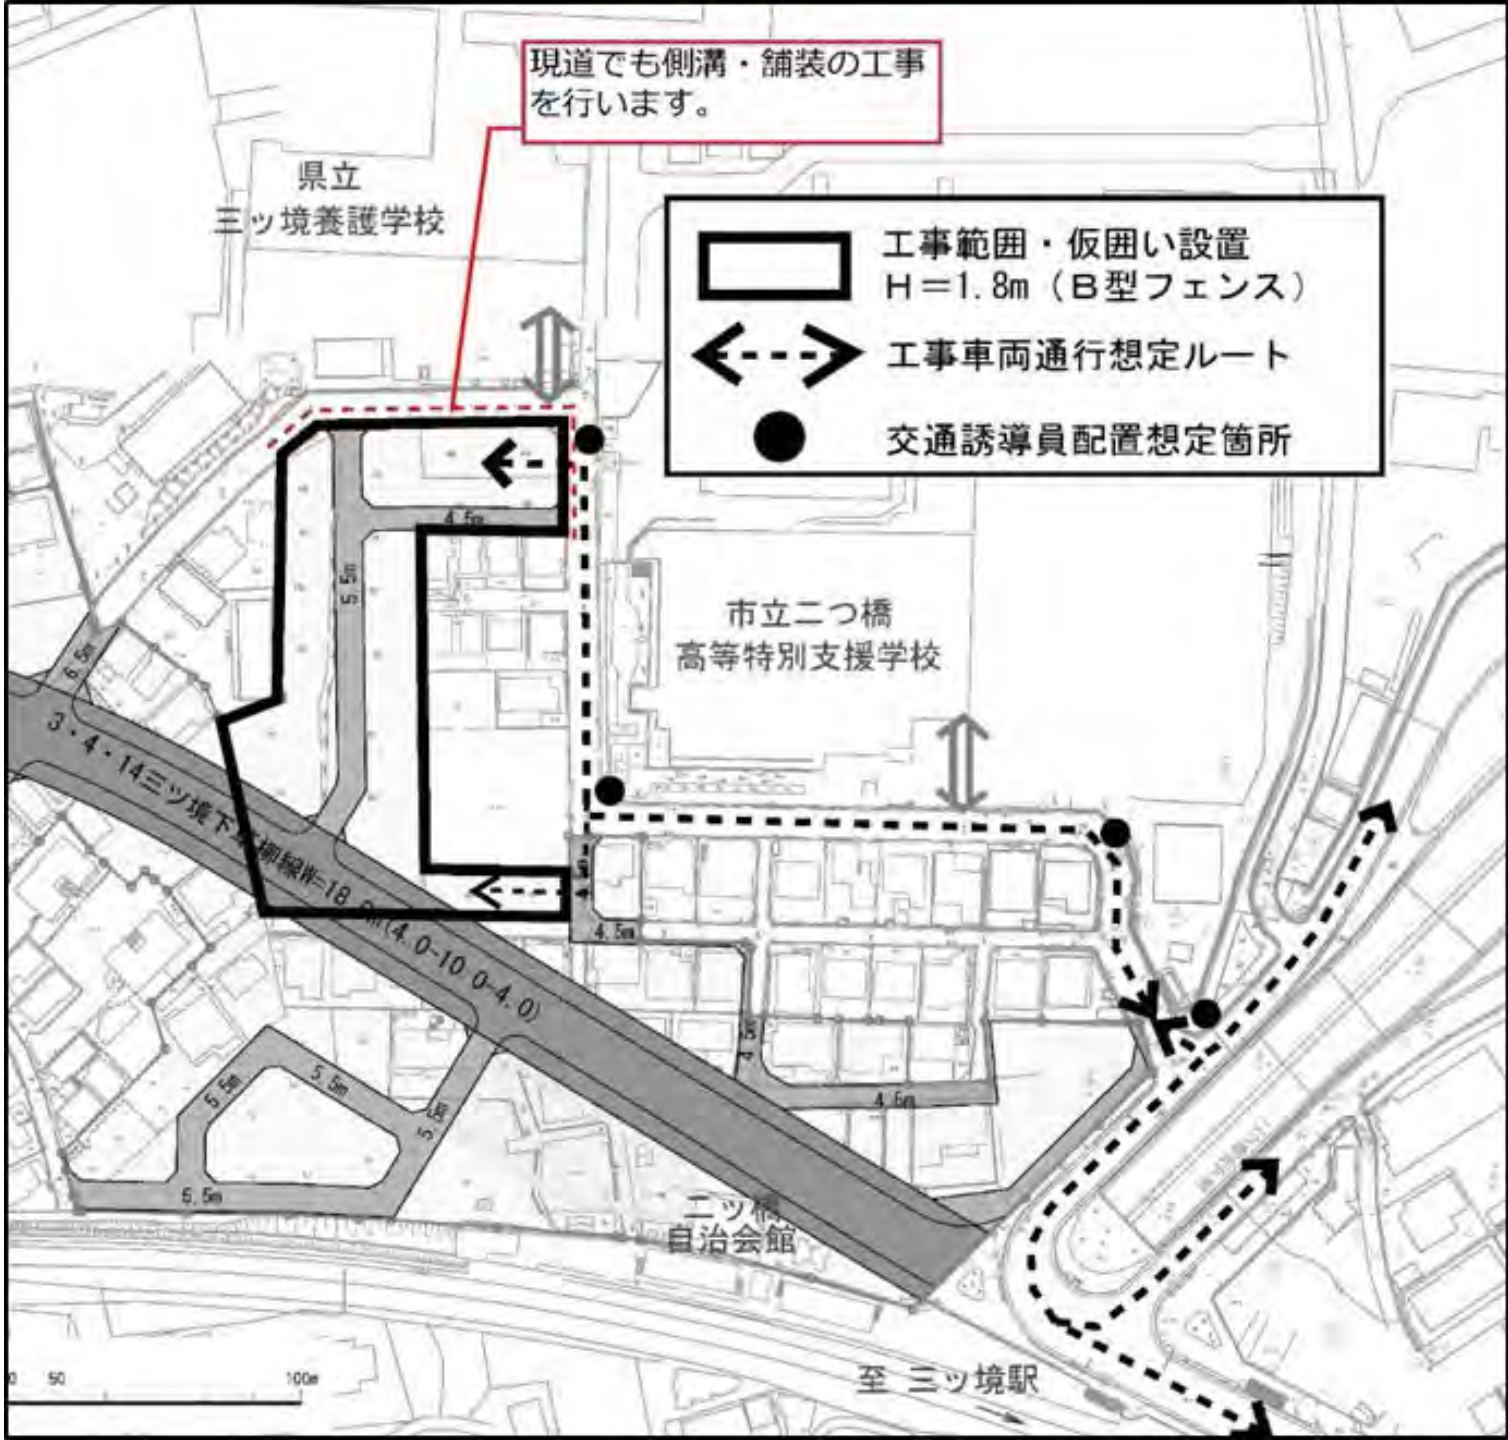 現道でも側溝・舗装の工事
を行います。
県立
三ッ境養護学校
工事範囲・仮囲い設置
H＝1.8m（B型フェンス）
工事車両通行想定ルート
交通誘導員配置想定箇所
4.5m
5.5m
市立二つ橋
高等特別支援学校
6.5m
3・4・14三ツ境下
柳線W=18
(4.0-10 0-4.0)
4.5m
4.5m
5.5m
5.5m
4.5m
6.5m
二ッ橋
自治会館
至 三ッ境駅
0
50
100m